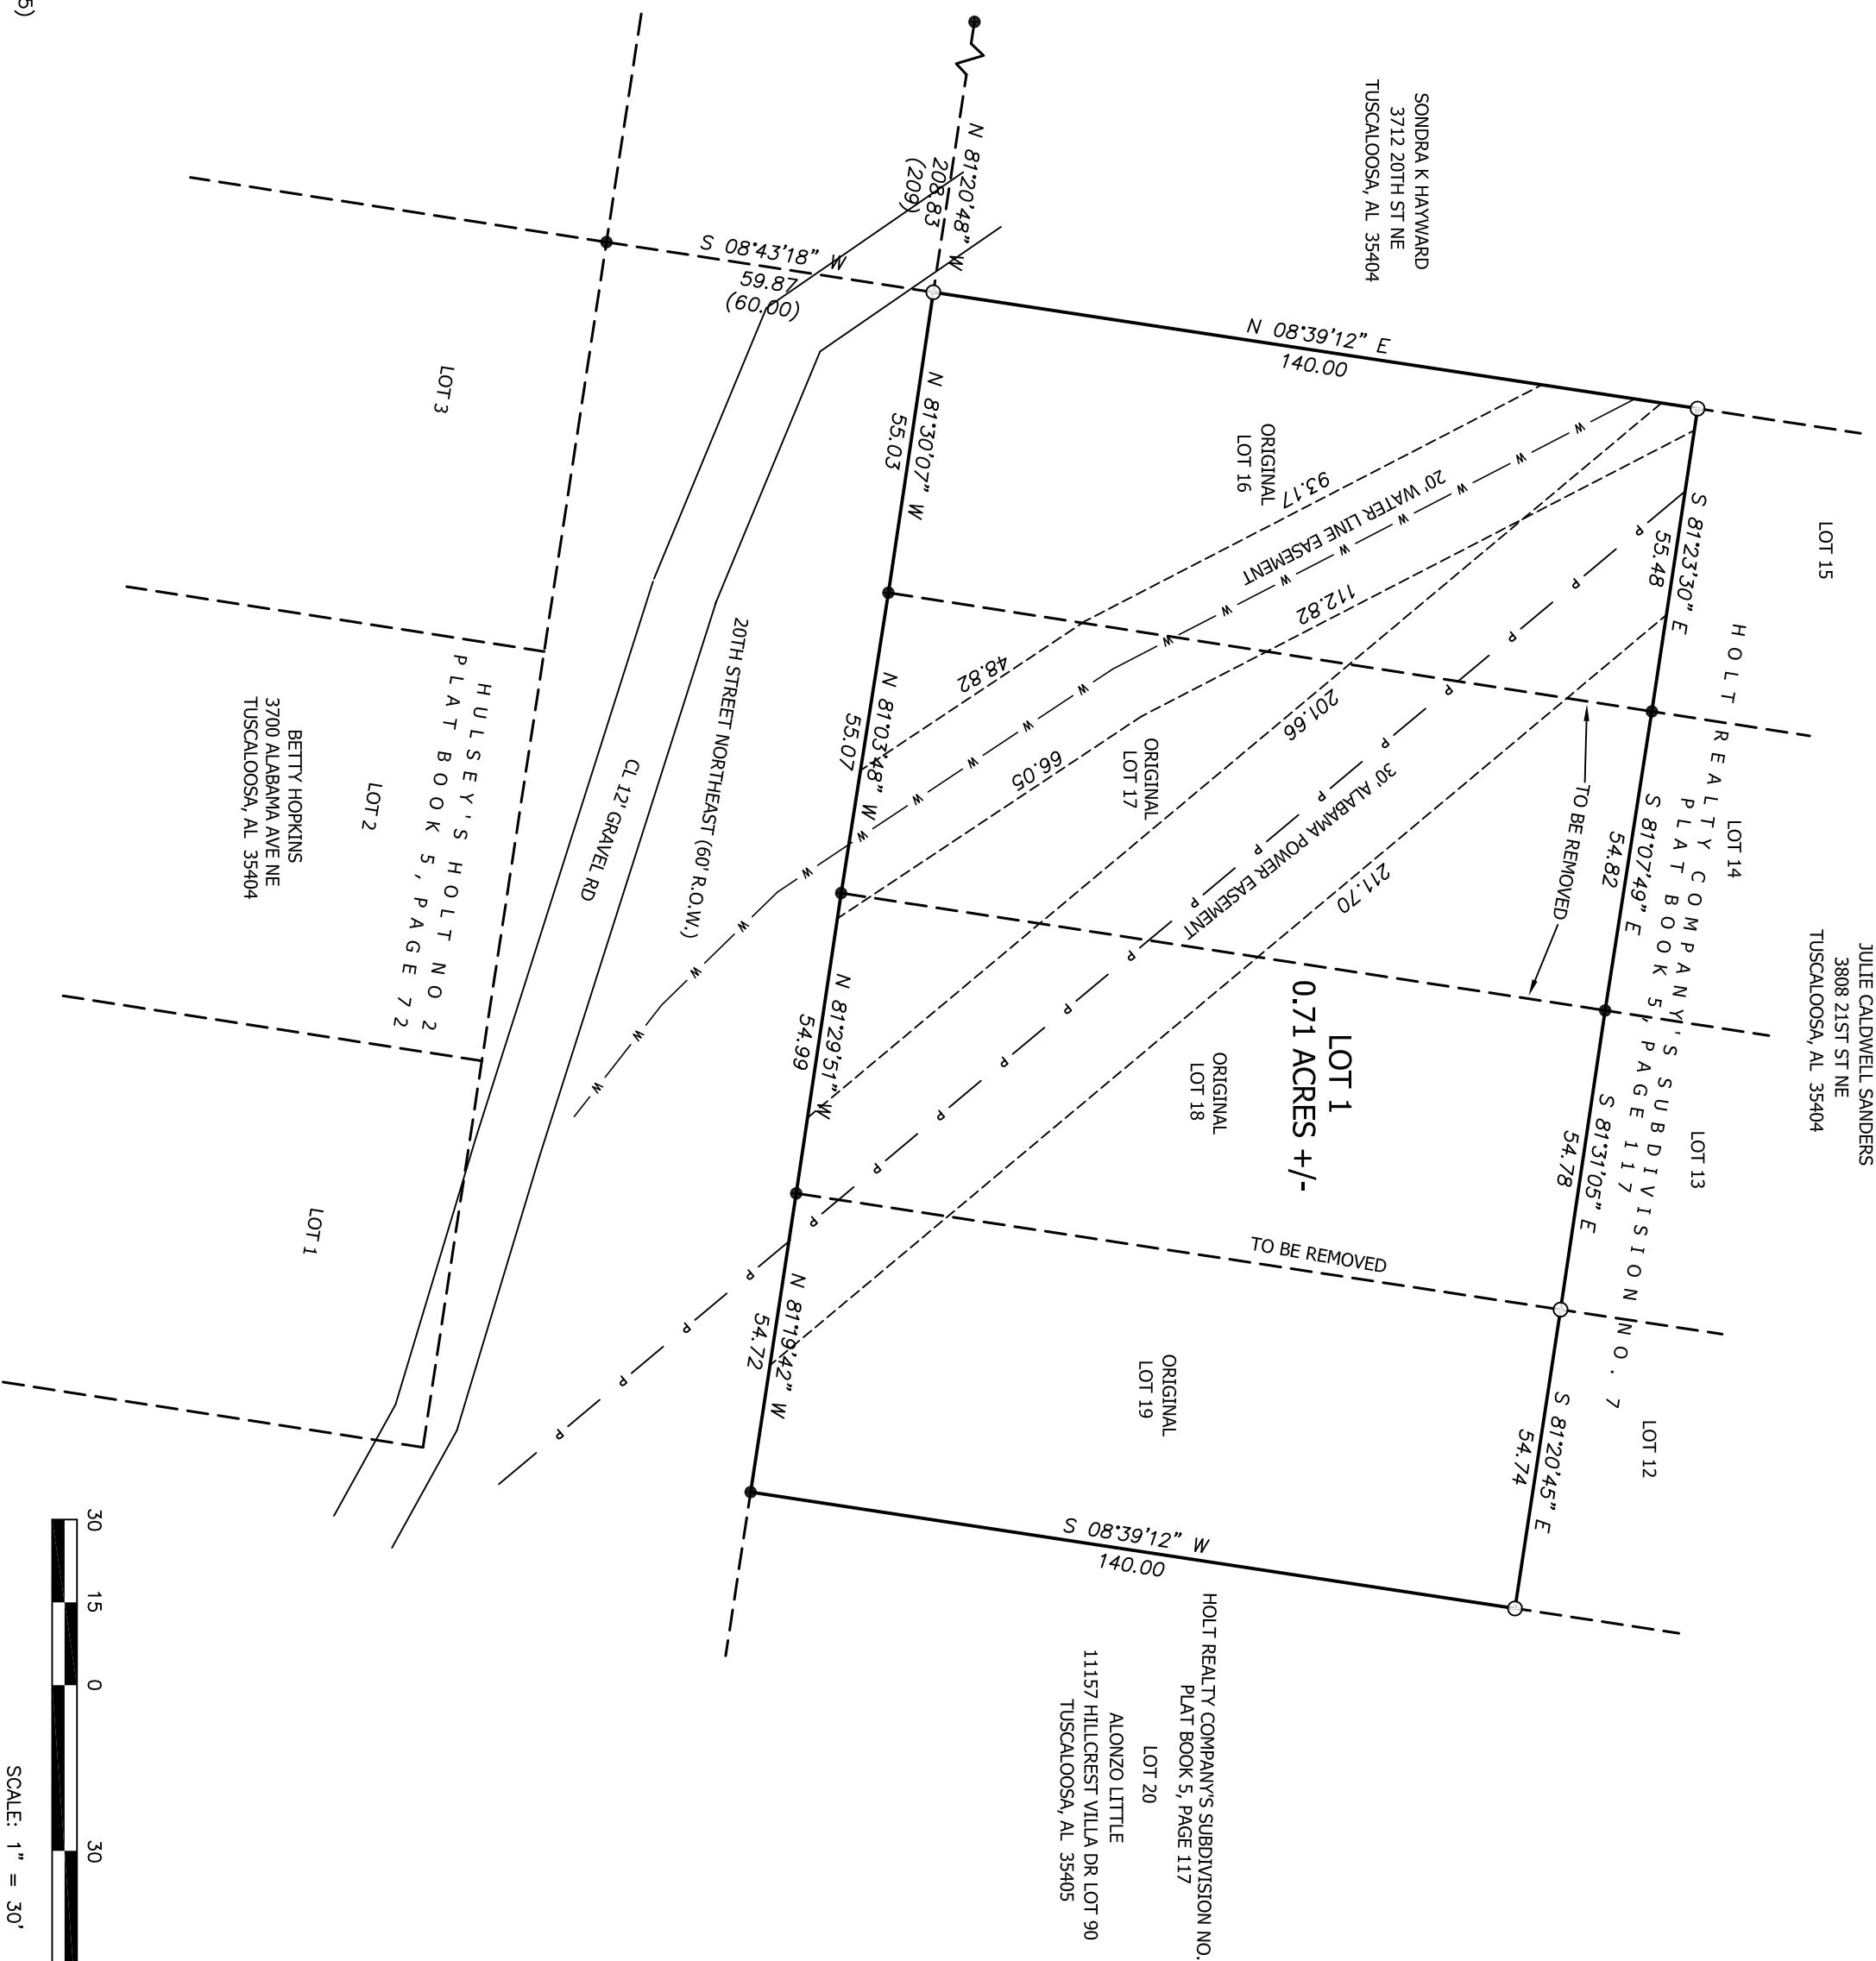 JULIE CALDWELL SANDERS
3808 21ST ST NE
TUSCALOOSA, AL 35404
LOT 15
LOT 14
LOT 13
LOT 12
HOLT REALTY COMPANY'S SUBDIVISION NO. 7
PLAT BOOK 5, PAGE 117
S 81°23'30" E
55.48
S 81°07'49" E
54.82
S 81°31'05" E
54.78
S 81°20'45" E
54.74
SONDRA K HAYWARD
3712 20TH ST NE
TUSCALOOSA, AL 35404
N 08°39'12" E
140.00
ORIGINAL
LOT 16
93.17
20' WATER LINE EASEMENT
W W W W W W W W W W W W W W W W W
112.82
48.82
66.05
ORIGINAL
LOT 17
201.66
30' ALABAMA POWER EASEMENT
P P P P P P P P P P P P P P P P P P
211.70
TO BE REMOVED
LOT 1
0.71 ACRES +/-
ORIGINAL
LOT 18
TO BE REMOVED
ORIGINAL
LOT 19
S 08°39'12" W
140.00
HOLT REALTY COMPANY'S SUBDIVISION NO.
PLAT BOOK 5, PAGE 117
LOT 20
ALONZO LITTLE
11157 HILLCREST VILLA DR LOT 90
TUSCALOOSA, AL 35405
N 81°20'48" W
208.83
(209)
N 81°30'07" W
55.03
N 81°03'48" W
55.07
N 81°29'51" W
54.99
N 81°19'42" W
54.72
S 08°43'18" W
59.87
(60.00)
20TH STREET NORTHEAST (60' R.O.W.)
CL 12' GRAVEL RD
HULSEY'S HOLT NO 2
PLAT BOOK 5, PAGE 72
LOT 3
LOT 2
LOT 1
BETTY HOPKINS
3700 ALABAMA AVE NE
TUSCALOOSA, AL 35404
30 15 0 30
SCALE: 1" = 30'
5)